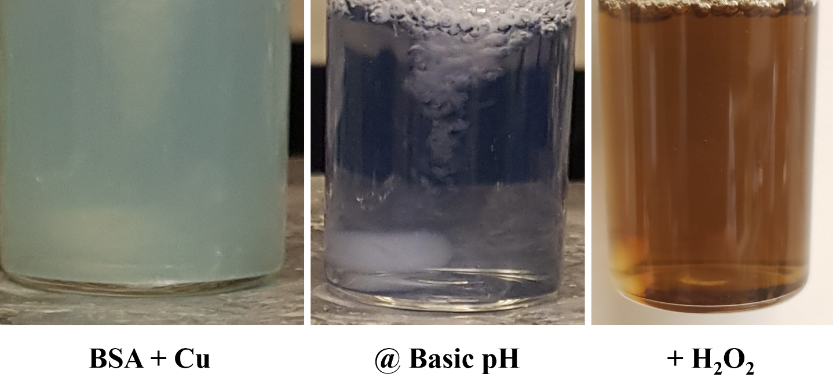 BSA + Cu
@ Basic pH
+ H₂O₂